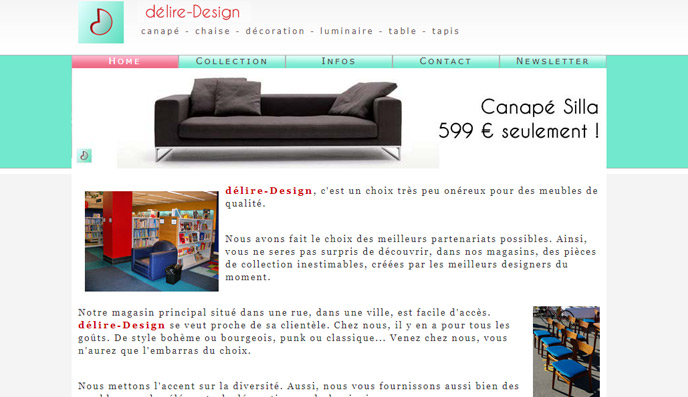 délire-Design
canapé - chaise - décoration - luminaire - table - tapis
Home Collection Infos Contact Newsletter
Canapé Silla
599 € seulement !
délire-Design, c'est un choix très peu onéreux pour des meubles de
qualité.
Nous avons fait le choix des meilleurs partenariats possibles. Ainsi,
vous ne seres pas surpris de découvrir, dans nos magasins, des pièces
de collection inestimables, créées par les meilleurs designers du
moment.
Notre magasin principal situé dans une rue, dans une ville, est facile d'accès.
délire-Design se veut proche de sa clientèle. Chez nous, il y en a pour tous les
goûts. De style bohème ou bourgeois, punk ou classique... Venez chez nous, vous
n'aurez que l'embarras du choix.
Nous mettons l'accent sur la diversité. Aussi, nous vous fournissons aussi bien des